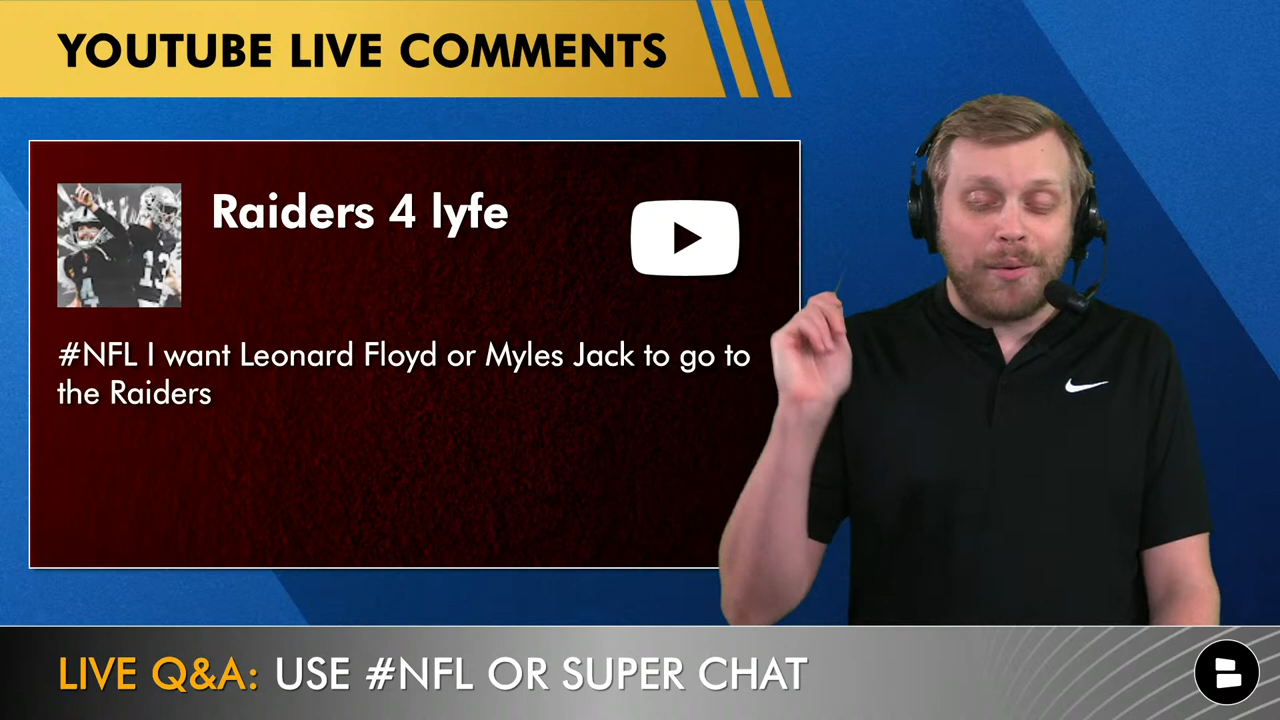 YOUTUBE LIVE COMMENTS
Raiders 4 lyfe
#NFL I want Leonard Floyd or Myles Jack to go to
the Raiders
LIVE Q&A: USE #NFL OR SUPER CHAT